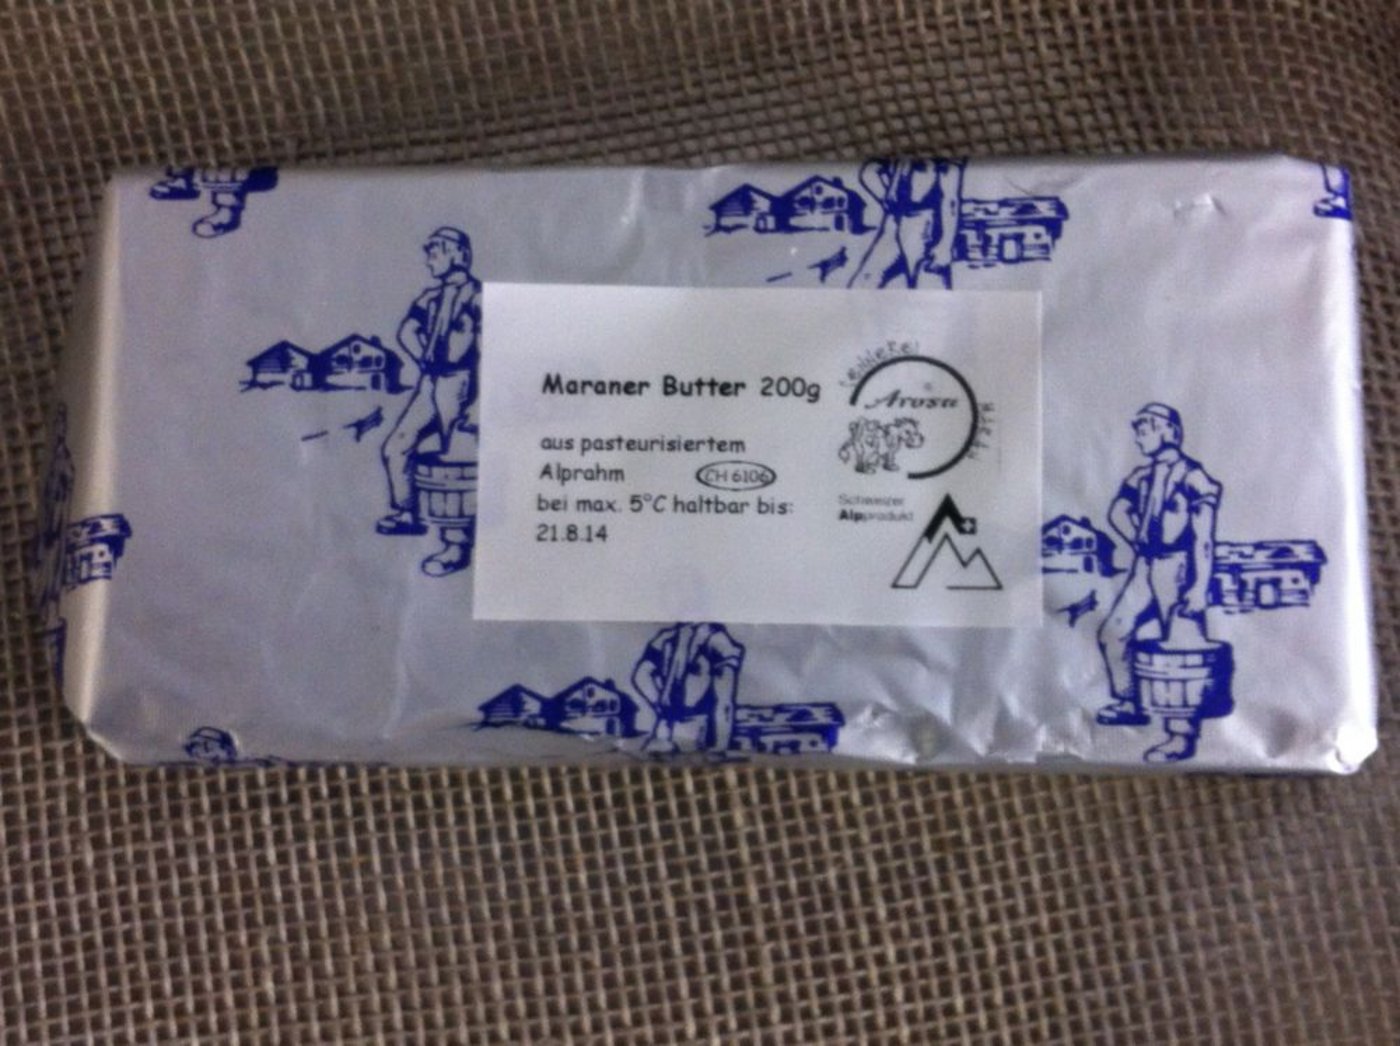 Maraner Butter 200g
aus pasteurisiertem
Alprahm CH 6106
bei max. 5°C haltbar bis:
21.8.14
SENNEREI
Arosa
Schweizer
Alpprodukt